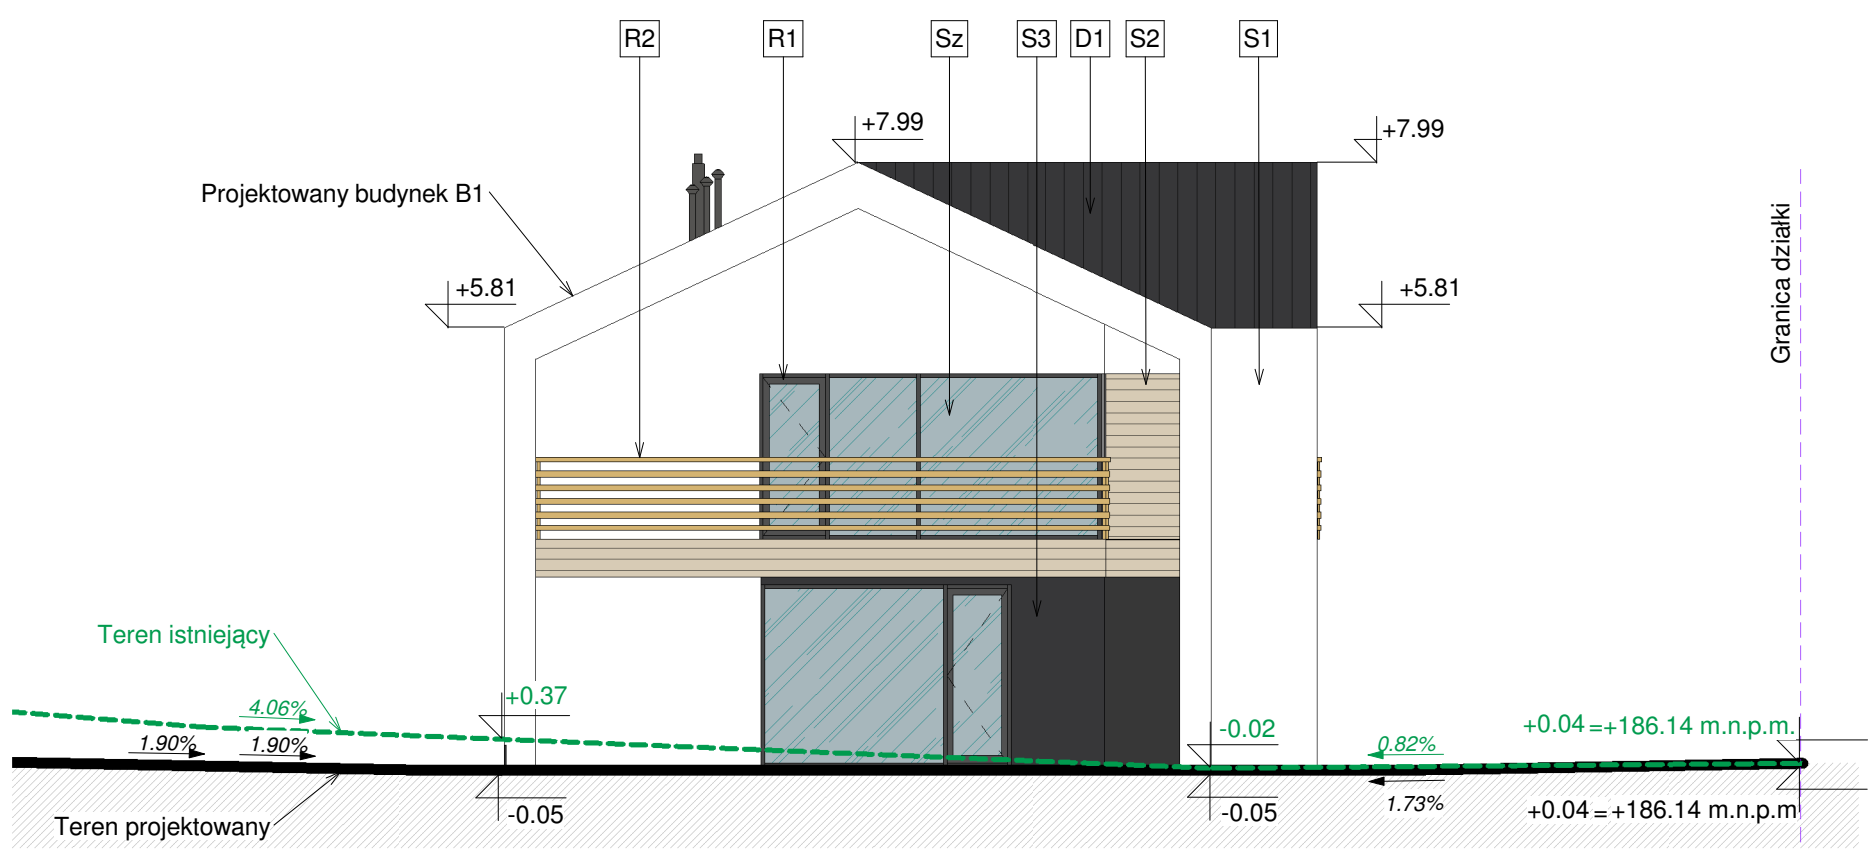 R2 R1 Sz S3 D1 S2 S1
+7.99
+7.99
Projektowany budynek B1
+5.81
+5.81
Granica działki
Teren istniejący
+0.37
4.06%
1.90%
1.90%
-0.02
0.82%
+0.04=+186.14 m.n.p.m.
-0.05
-0.05
1.73%
+0.04=+186.14 m.n.p.m
Teren projektowany